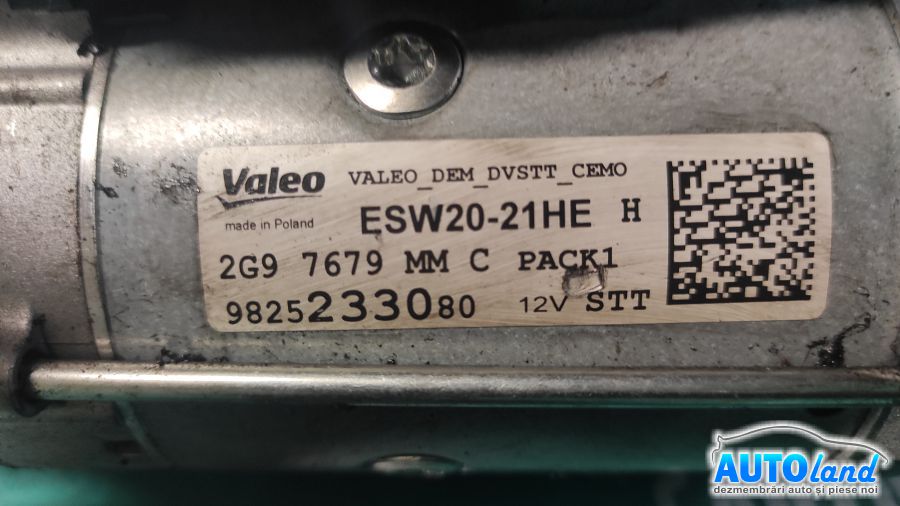 Valeo VALEO_DEM_DVSTT_CEMO
made in Poland ESW20-21HE H
2G9 7679 MM C PACK1
9825233080 12V STT
AUTOland
dezmembrări auto și piese noi